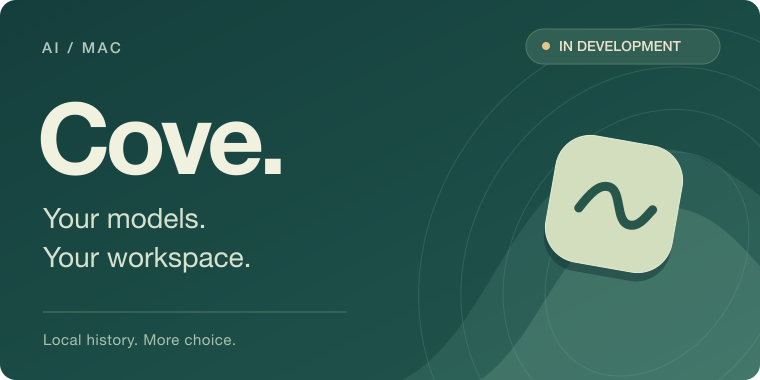 AI / MAC
IN DEVELOPMENT
Cove.
Your models.
Your workspace.
Local history. More choice.